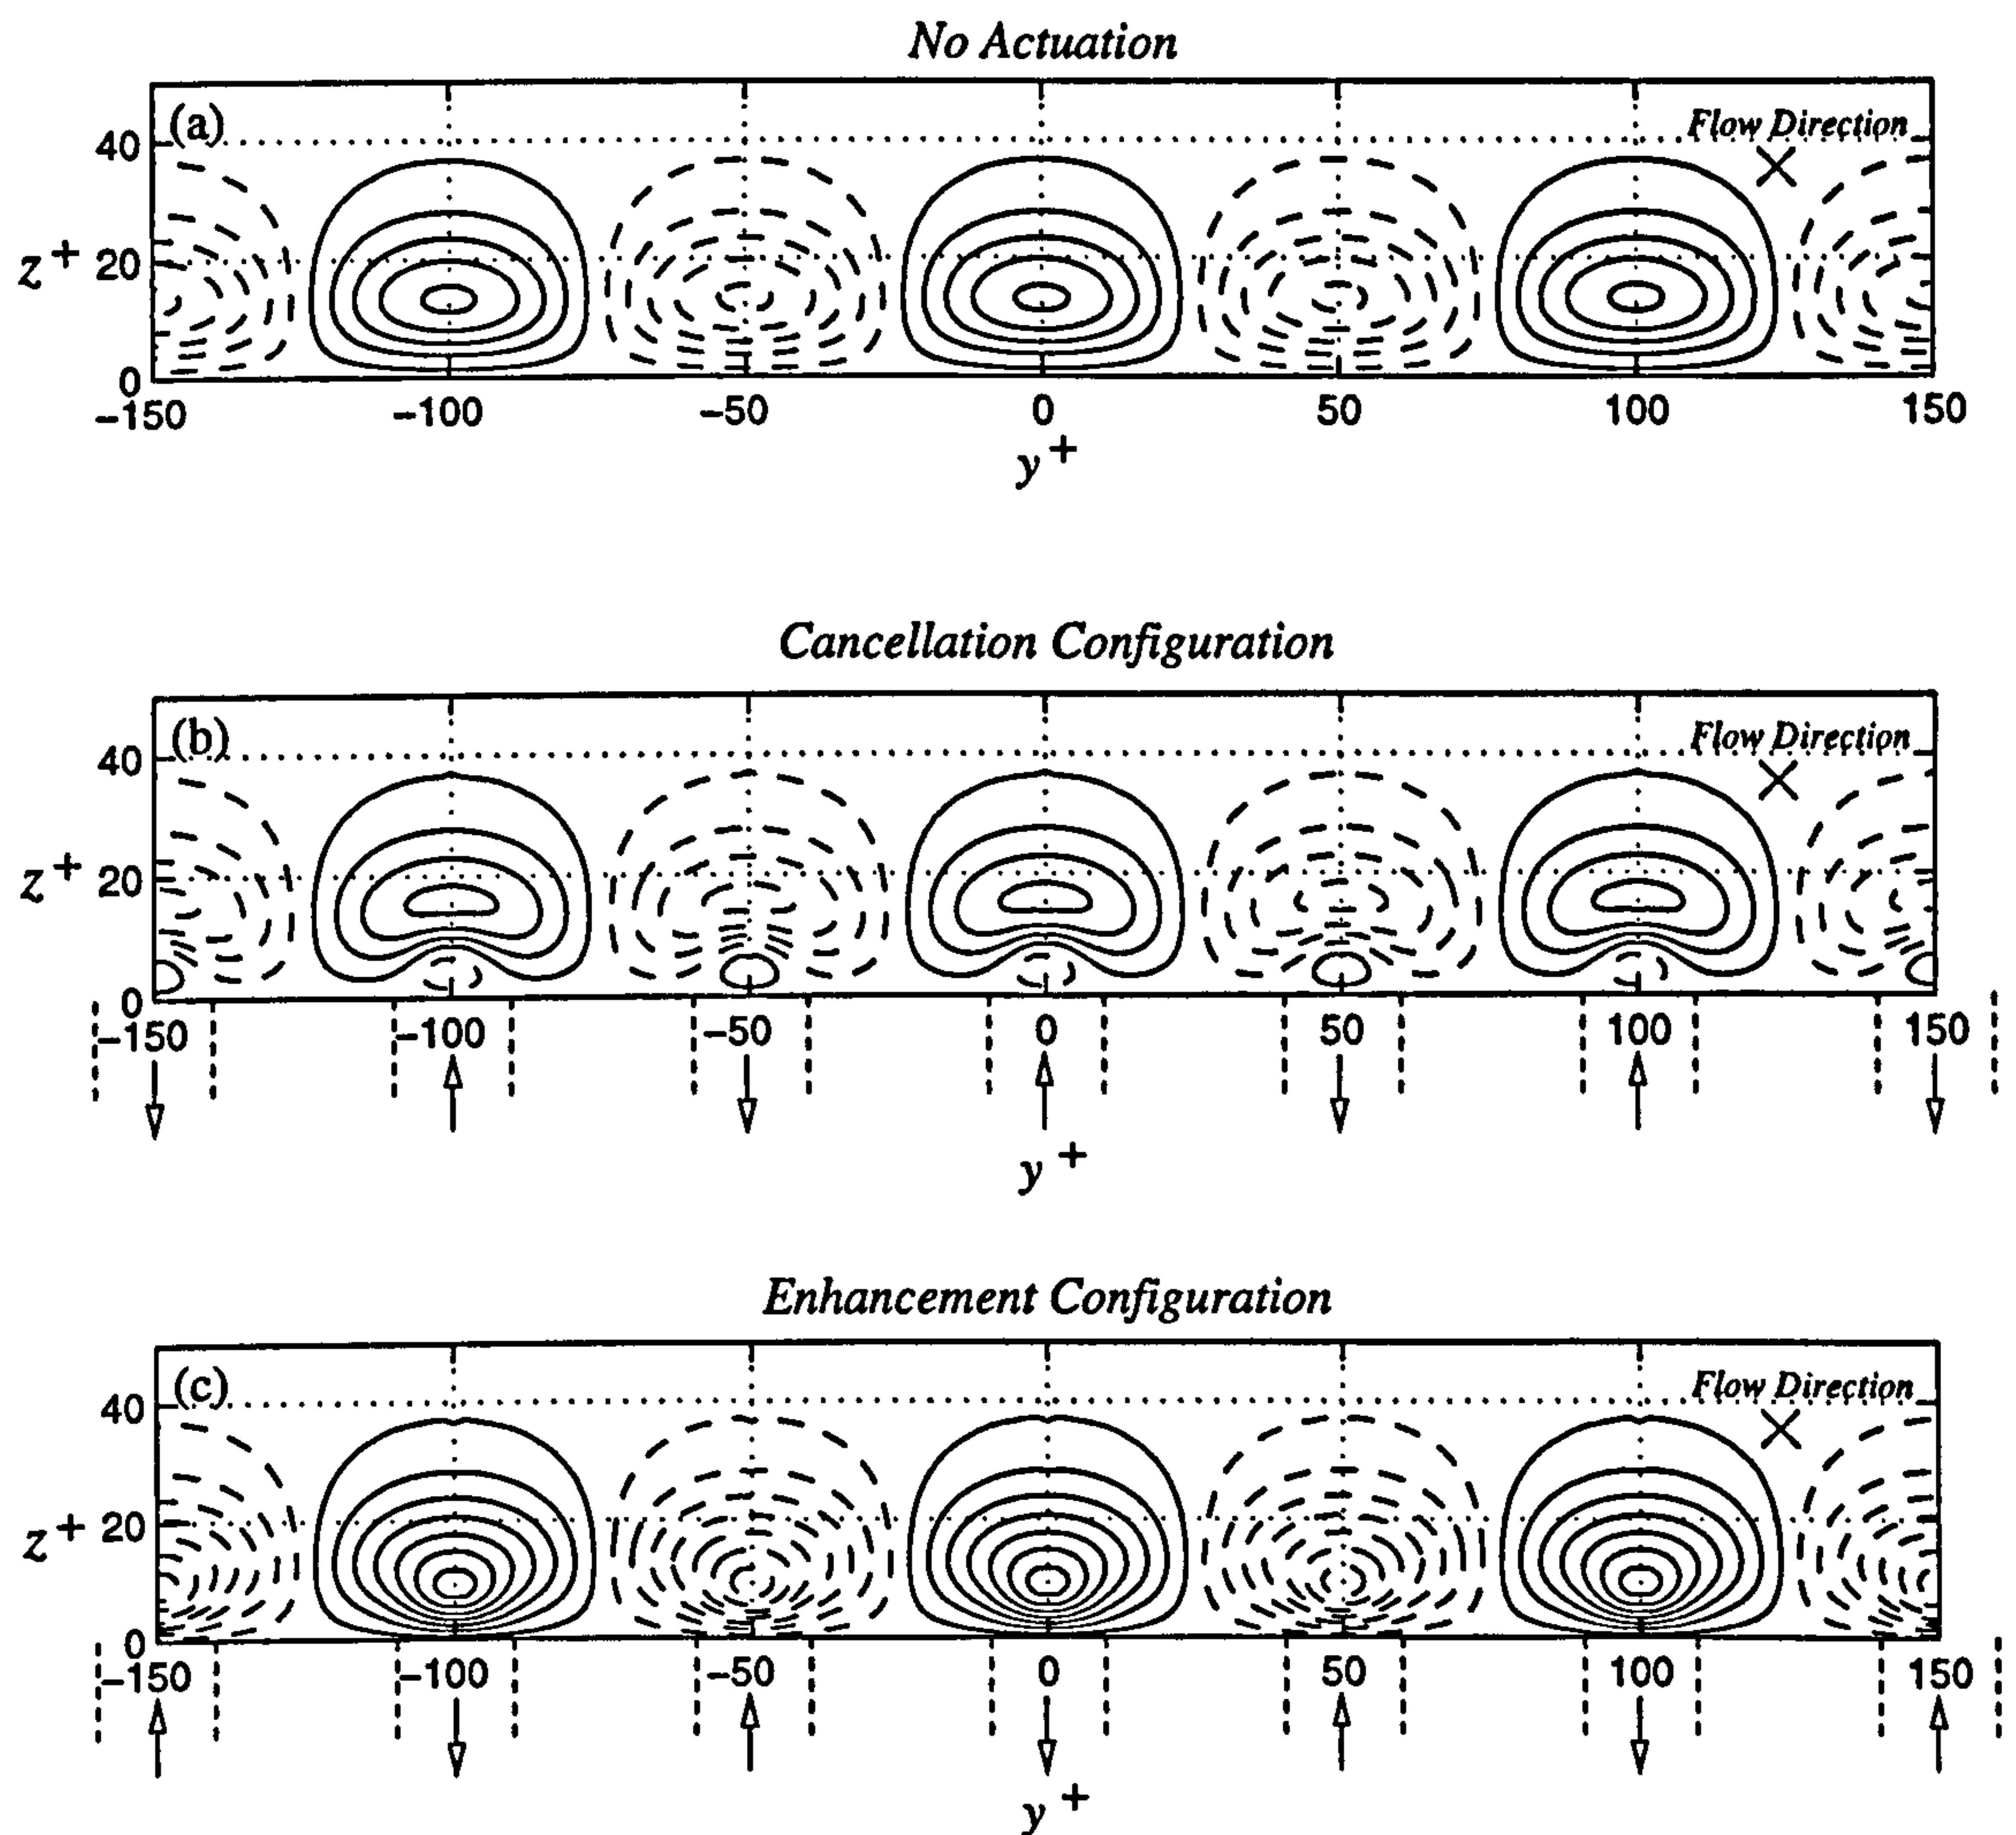 No Actuation
(a)
Flow Direction
40
z+ 20
0
-150 -100 -50 0 50 100 150
y+
Cancellation Configuration
(b)
Flow Direction
40
z+ 20
0
-150 -100 -50 0 50 100 150
y+
Enhancement Configuration
(c)
Flow Direction
40
z+ 20
0
-150 -100 -50 0 50 100 150
y+